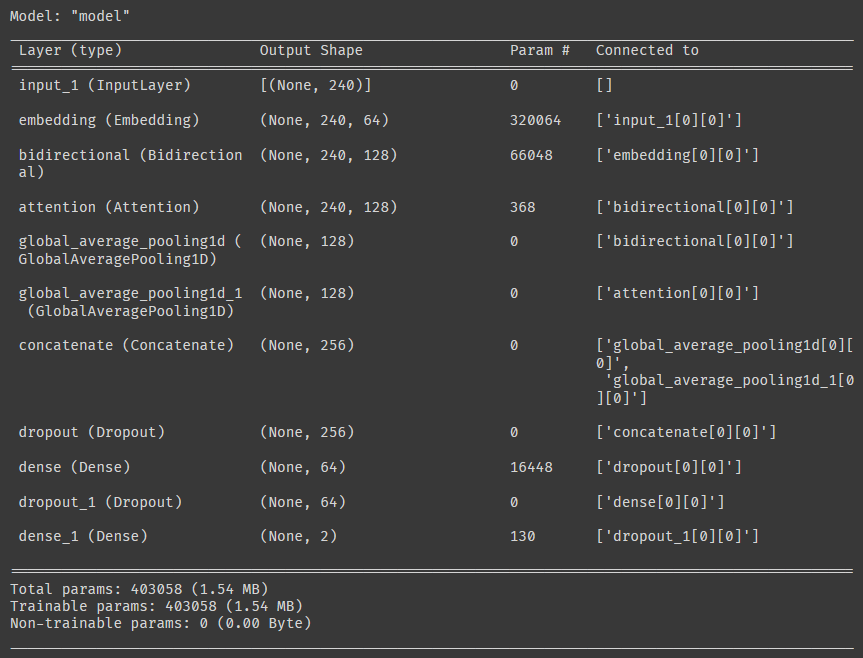 Model: "model"
Layer (type) Output Shape Param # Connected to
input_1 (InputLayer) [(None, 240)] 0 []
embedding (Embedding) (None, 240, 64) 320064 ['input_1[0][0]']
bidirectional (Bidirection (None, 240, 128) 66048 ['embedding[0][0]']
al)
attention (Attention) (None, 240, 128) 368 ['bidirectional[0][0]']
global_average_pooling1d ( (None, 128) 0 ['bidirectional[0][0]']
GlobalAveragePooling1D)
global_average_pooling1d_1 (None, 128) 0 ['attention[0][0]']
(GlobalAveragePooling1D)
concatenate (Concatenate) (None, 256) 0 ['global_average_pooling1d[0][
0]',
'global_average_pooling1d_1[0
][0]']
dropout (Dropout) (None, 256) 0 ['concatenate[0][0]']
dense (Dense) (None, 64) 16448 ['dropout[0][0]']
dropout_1 (Dropout) (None, 64) 0 ['dense[0][0]']
dense_1 (Dense) (None, 2) 130 ['dropout_1[0][0]']
Total params: 403058 (1.54 MB)
Trainable params: 403058 (1.54 MB)
Non-trainable params: 0 (0.00 Byte)